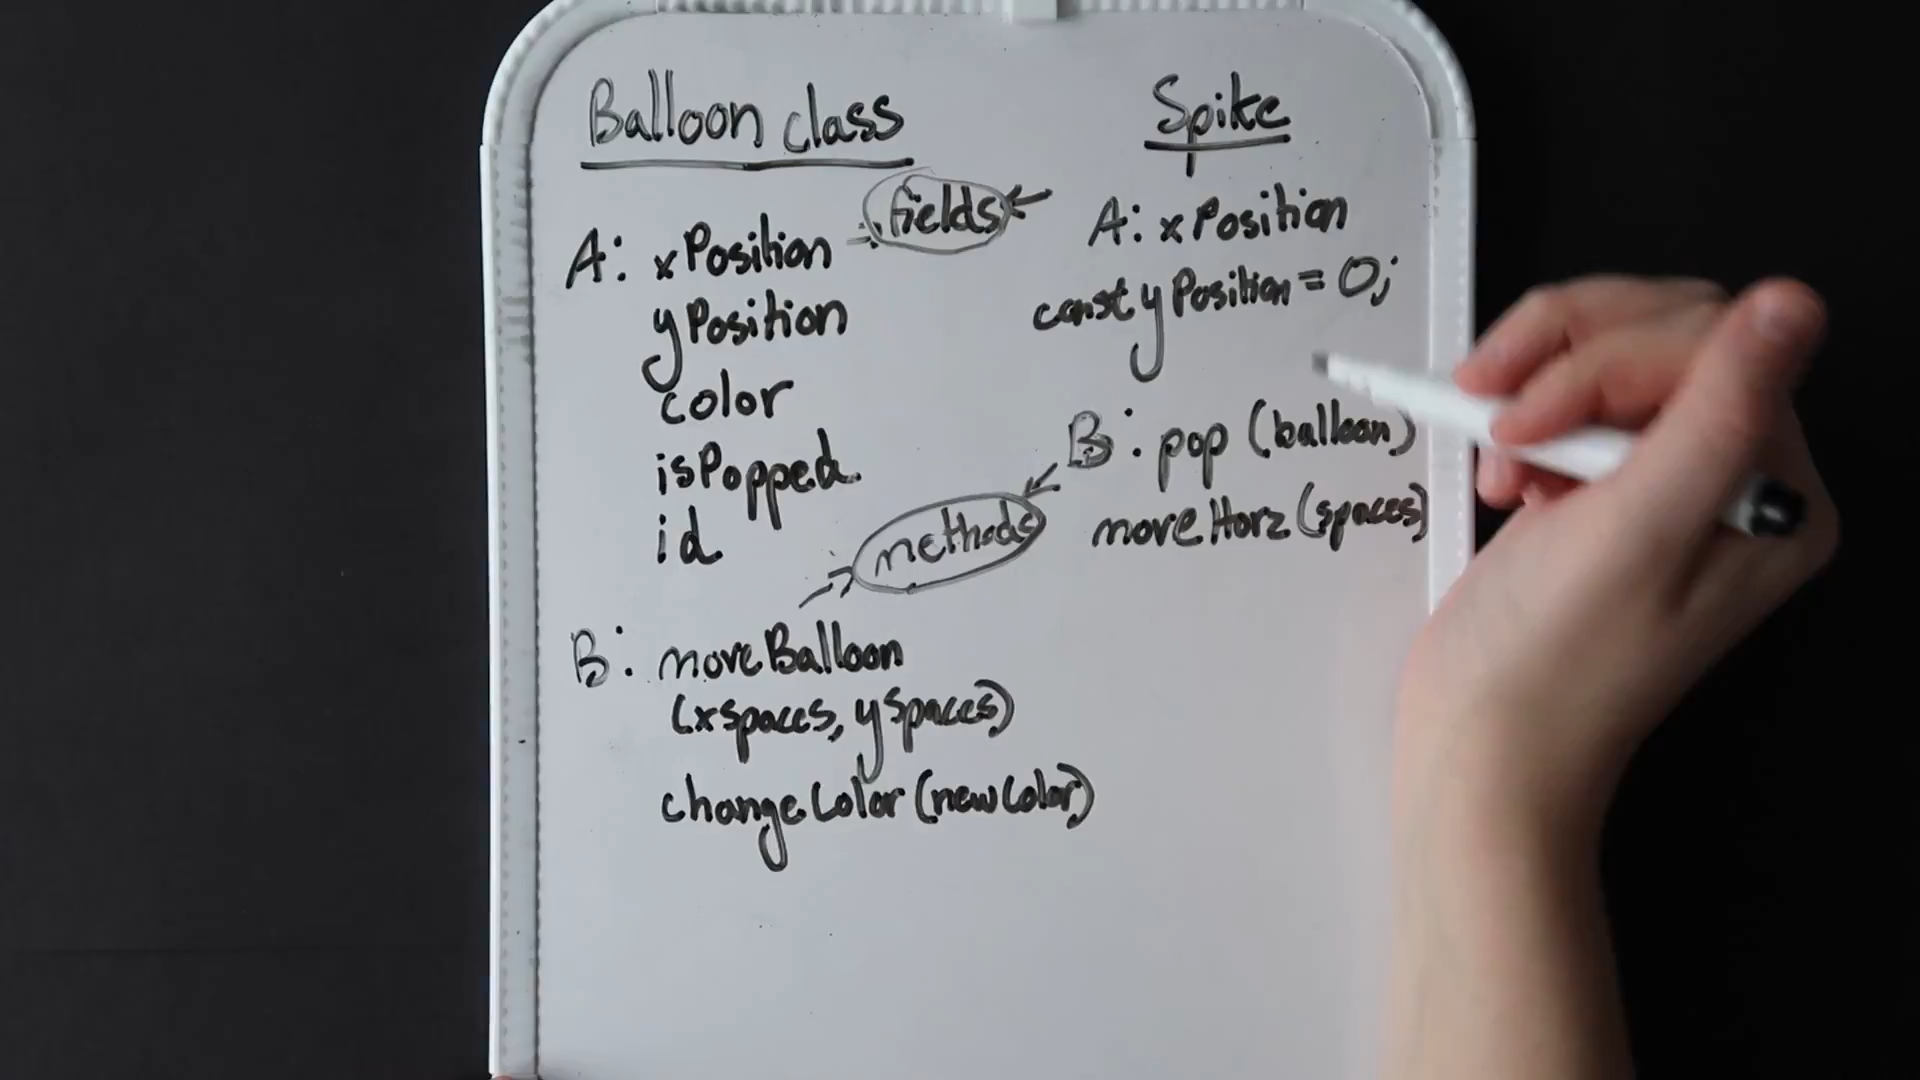 Balloon class
fields
A: xPosition
yPosition
color
isPopped
id
methods
B: moveBalloon
(xspaces, yspaces)
changeColor (newColor)
Spike
A: xPosition
const yPosition = 0;
B: pop (balloon)
moveHorz (spaces)